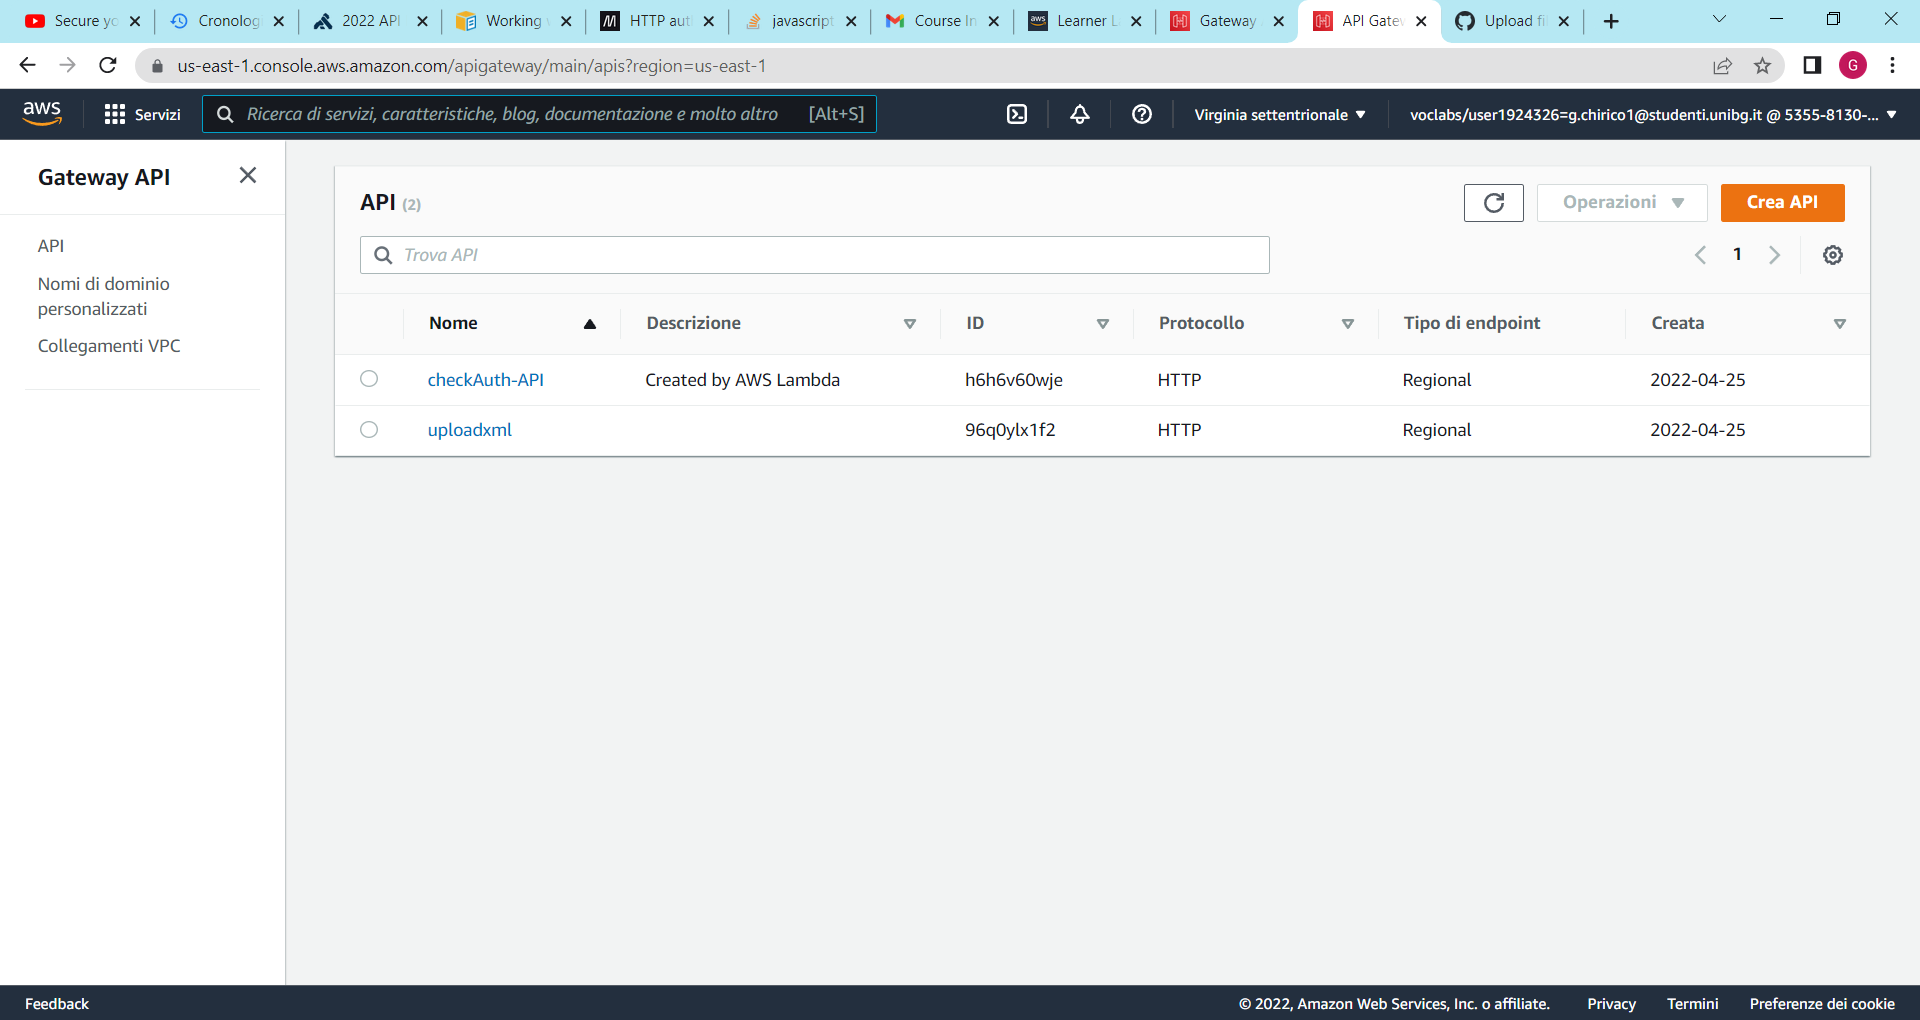 Secure yo
Cronolog
2022 API
Working
HTTP aut
javascript
Course In
Learner L
Gateway
API Gatew
Upload fil
us-east-1.console.aws.amazon.com/apigateway/main/apis?region=us-east-1
G
aws
Servizi
Ricerca di servizi, caratteristiche, blog, documentazione e molto altro
[Alt+S]
Virginia settentrionale
voclabs/user1924326=g.chirico1@studenti.unibg.it @ 5355-8130-...
Gateway API
API
Nomi di dominio
personalizzati
Collegamenti VPC
API (2)
Operazioni
Crea API
Trova API
1
Nome Descrizione ID Protocollo Tipo di endpoint Creata
checkAuth-API Created by AWS Lambda h6h6v60wje HTTP Regional 2022-04-25
uploadxml 96q0ylx1f2 HTTP Regional 2022-04-25
Feedback
© 2022, Amazon Web Services, Inc. o affiliate. Privacy Termini Preferenze dei cookie